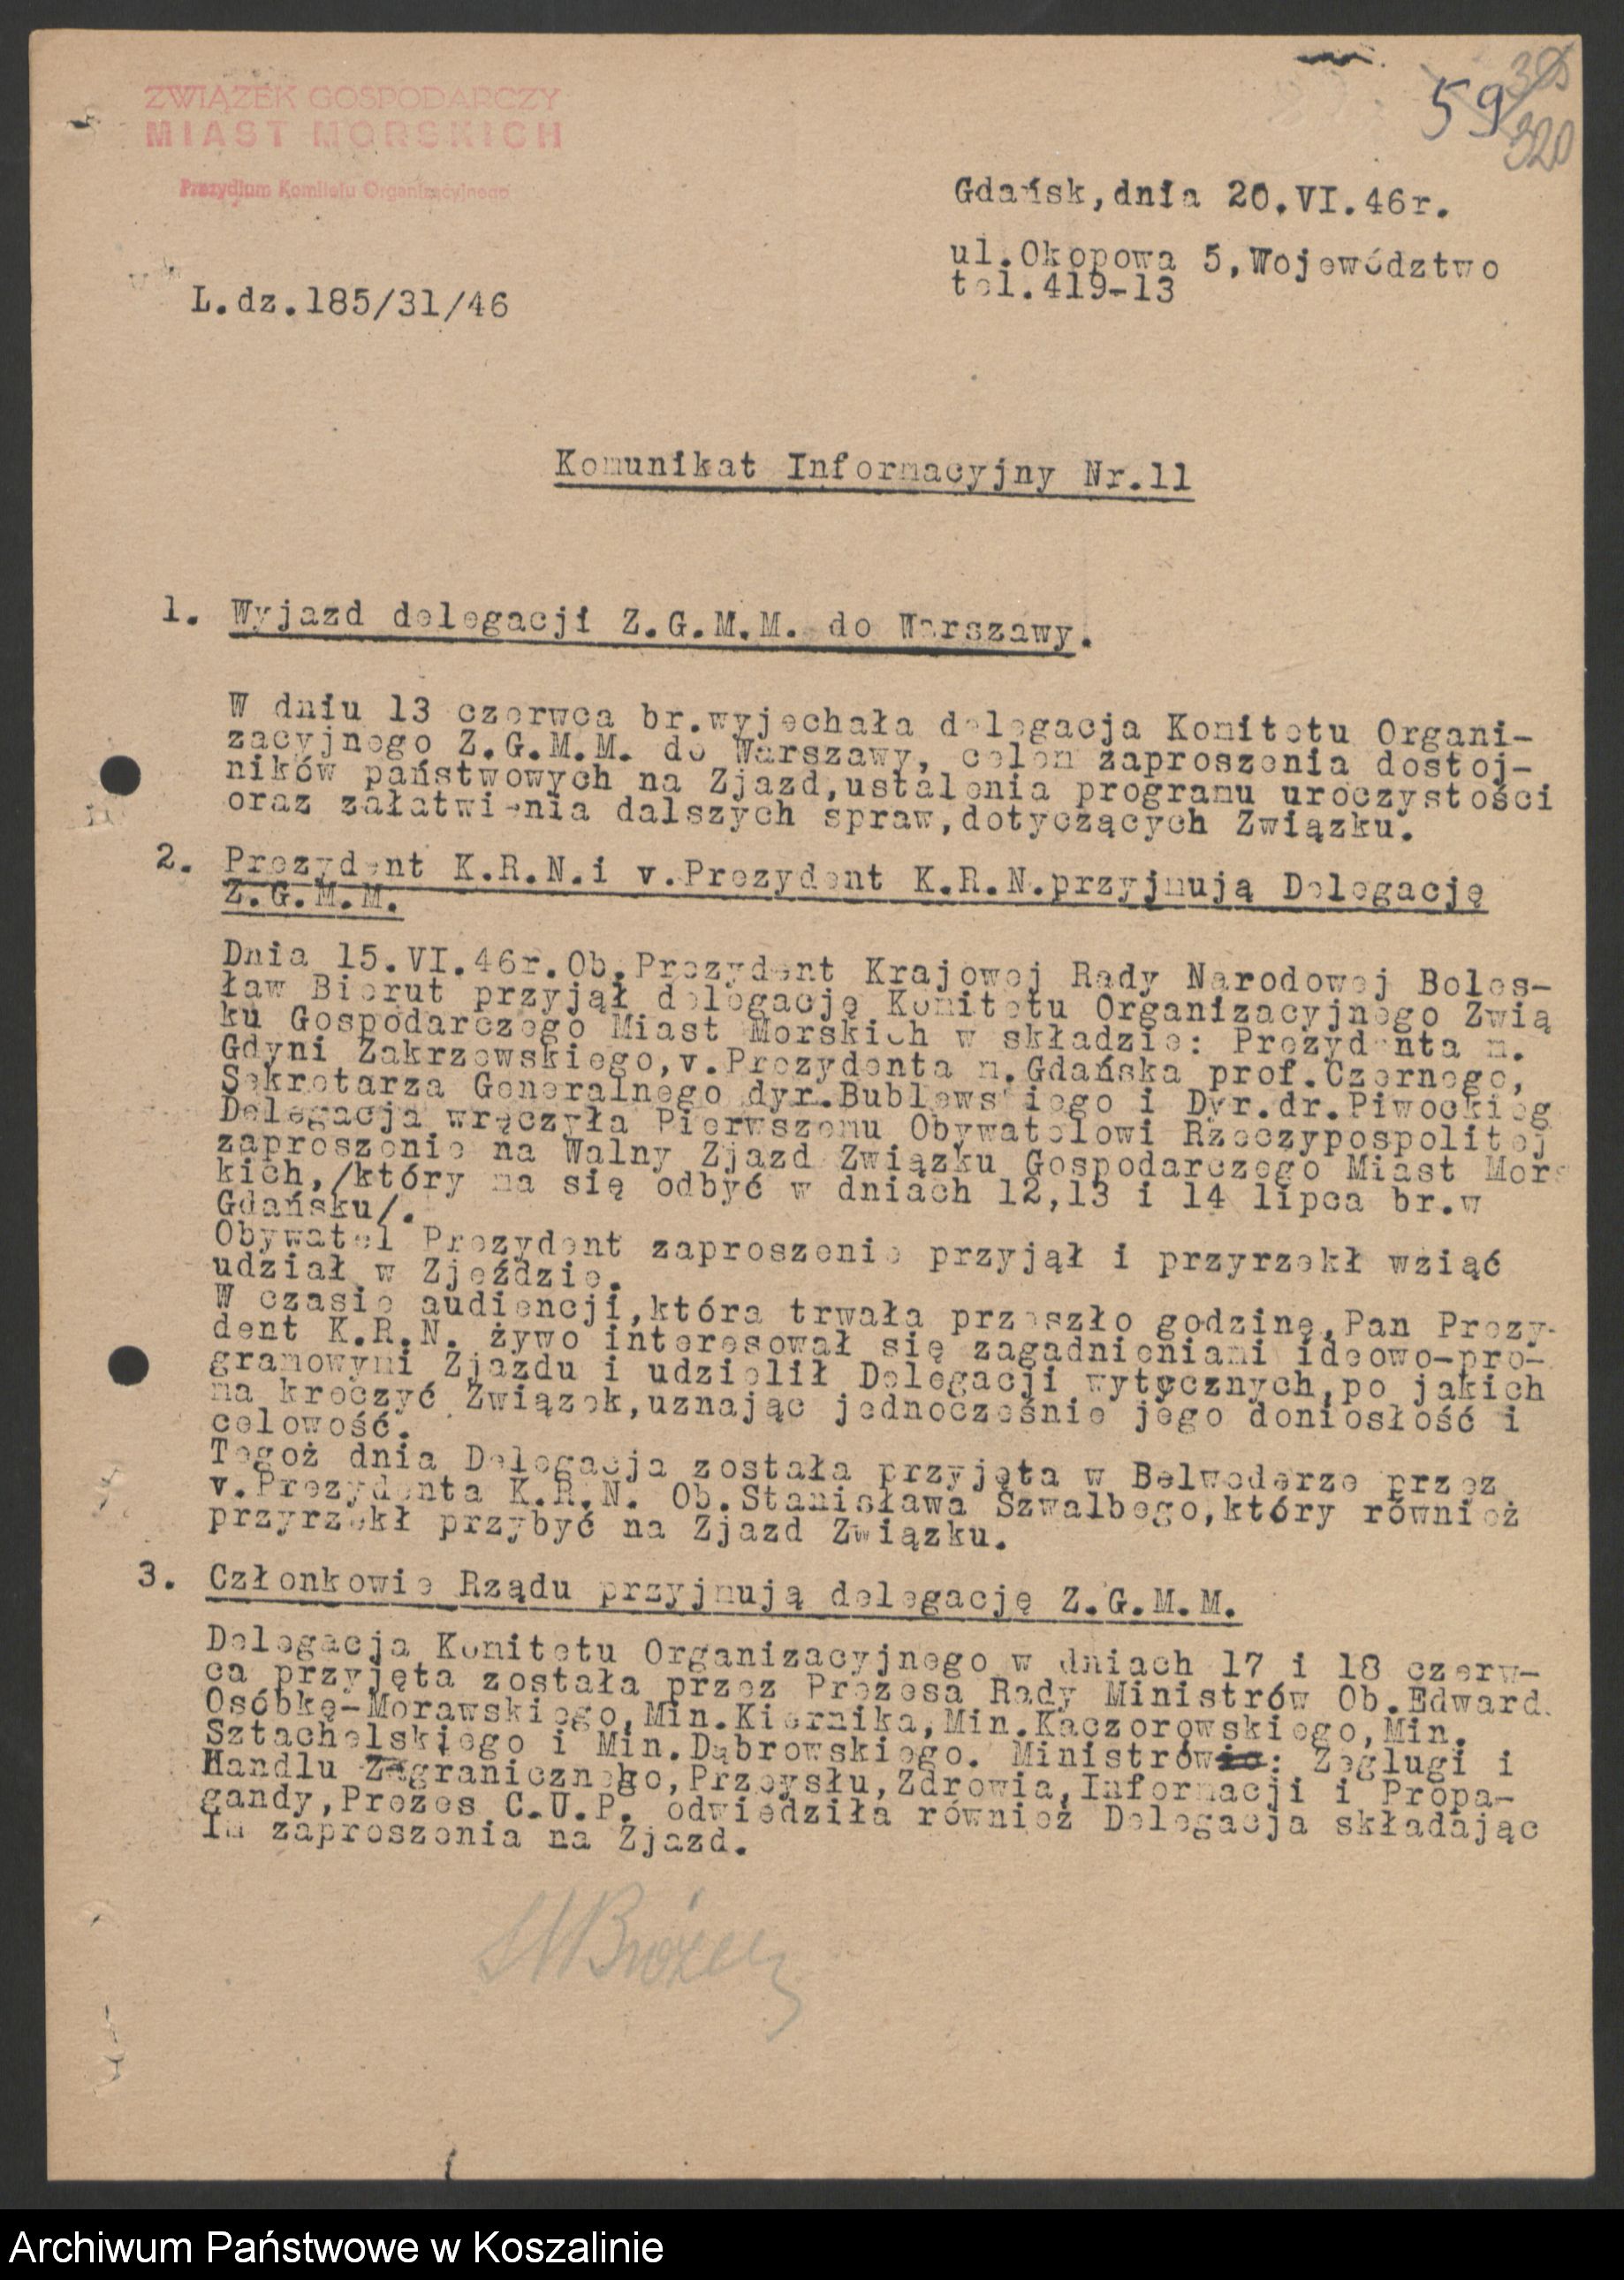 ZWIĄZEK GOSPODARCZY
MIAST MORSKICH
Prezydium Komitetu Organizacyjnego
59
320
Gdańsk,dnia 20.VI.46r.
ul.Okopowa 5,Województwo
tel.419-13
L.dz.185/31/46
Komunikat Informacyjny Nr.11
1. Wyjazd delegacji Z.G.M.M. do Warszawy.
W dniu 13 czerwca br.wyjechała delegacja Komitetu Organi-
zacyjnego Z.G.M.M. do Warszawy, celem zaproszenia dostoj-
ników państwowych na Zjazd,ustalenia programu uroczystości
oraz załatwienia dalszych spraw,dotyczących Związku.
2. Prezydent K.R.N.i v.Prezydent K.R.N.przyjmują Delegację
Z.G.M.M.
Dnia 15.VI.46r.Ob.Prezydent Krajowej Rady Narodowej Boles-
ław Bierut przyjął delegację Komitetu Organizacyjnego Zwią
ku Gospodarczego Miast Morskich w składzie: Prezydenta m.
Gdyni Zakrzewskiego,v.Prezydenta m.Gdańska prof.Czernego,
Sekretarza Generalnego dyr.Bublewskiego i Dyr.dr.Piwockieg
Delegacja wręczyła Pierwszemu Obywatelowi Rzeczypospolitej
zaproszenie na Walny Zjazd Związku Gospodarczego Miast Mors
kich,/który ma się odbyć w dniach 12,13 i 14 lipca br.w
Gdańsku/.
Obywatel Prezydent zaproszenie przyjął i przyrzekł wziąć
udział w Zjeździe.
W czasie audiencji,która trwała przeszło godzinę,Pan Prezy-
dent K.R.N. żywo interesował się zagadnieniami ideowo-pro-
gramowymi Zjazdu i udzielił Delegacji wytycznych,po jakich
ma kroczyć Związek,uznając jednocześnie jego doniosłość i
celowość.
Tegoż dnia Delegacja została przyjęta w Belwederze przez
v.Prezydenta K.R.N. Ob.Stanisława Szwalbego,który również
przyrzekł przybyć na Zjazd Związku.
3. Członkowie Rządu przyjmują delegację Z.G.M.M.
Delegacja Komitetu Organizacyjnego w dniach 17 i 18 czerw-
ca przyjęta została przez Prezesa Rady Ministrów Ob.Edward
Osóbkę-Morawskiego,Min.Kiernika,Min.Kaczorowskiego,Min.
Sztachelskiego i Min.Dąbrowskiego. Ministrów: Żeglugi i
Handlu Zagranicznego,Przemysłu,Zdrowia,Informacji i Propa-
gandy,Prezes C.U.P. odwiedziła również Delegacja składając
Im zaproszenia na Zjazd.
Archiwum Państwowe w Koszalinie